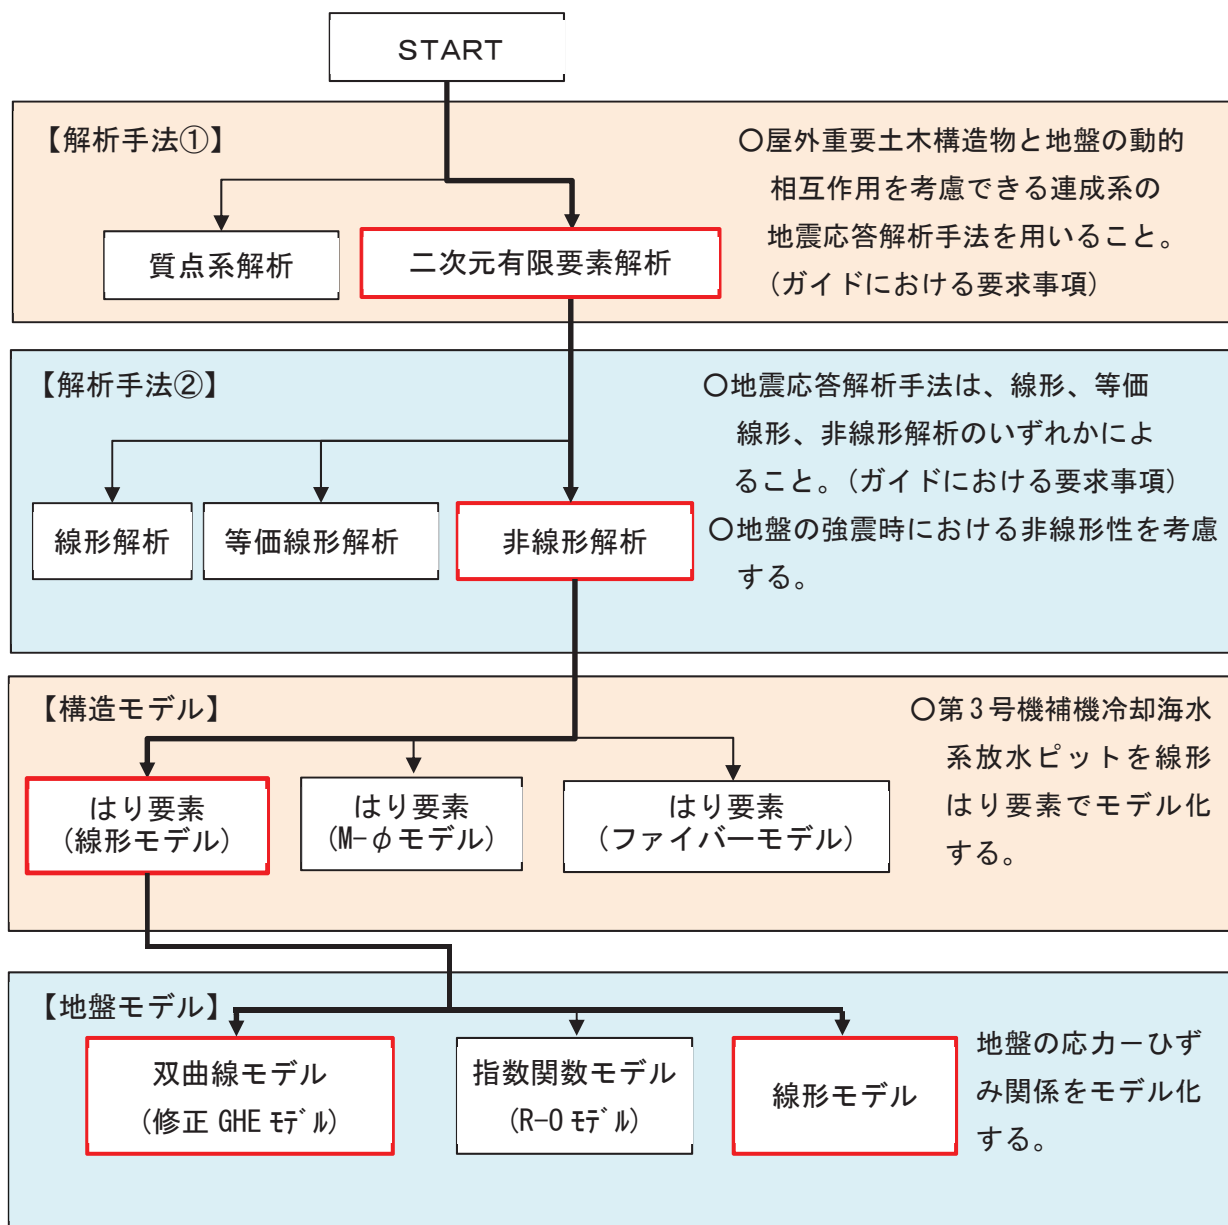 START
【解析手法①】
○屋外重要土木構造物と地盤の動的
相互作用を考慮できる連成系の
地震応答解析手法を用いること。
(ガイドにおける要求事項)
質点系解析
二次元有限要素解析
【解析手法②】
○地震応答解析手法は、線形、等価
線形、非線形解析のいずれかによ
ること。(ガイドにおける要求事項)
○地盤の強震時における非線形性を考慮
する。
線形解析
等価線形解析
非線形解析
【構造モデル】
○第3号機補機冷却海水
系放水ピットを線形
はり要素でモデル化
する。
はり要素
(線形モデル)
はり要素
(M-φモデル)
はり要素
(ファイバーモデル)
【地盤モデル】
双曲線モデル
(修正 GHE ﾓﾃﾞﾙ)
指数関数モデル
(R-O ﾓﾃﾞﾙ)
線形モデル
地盤の応力－ひず
み関係をモデル化
する。